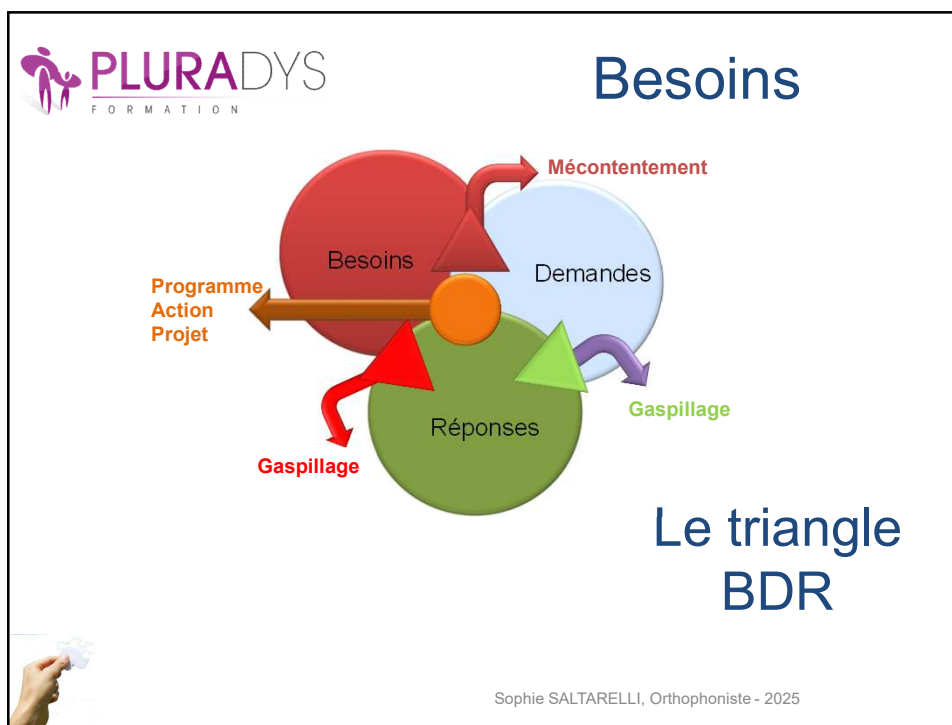 PLURADYS
FORMATION
Besoins
Mécontentement
Besoins
Demandes
Programme
Action
Projet
Gaspillage
Réponses
Gaspillage
Le triangle
BDR
Sophie SALTARELLI, Orthophoniste - 2025